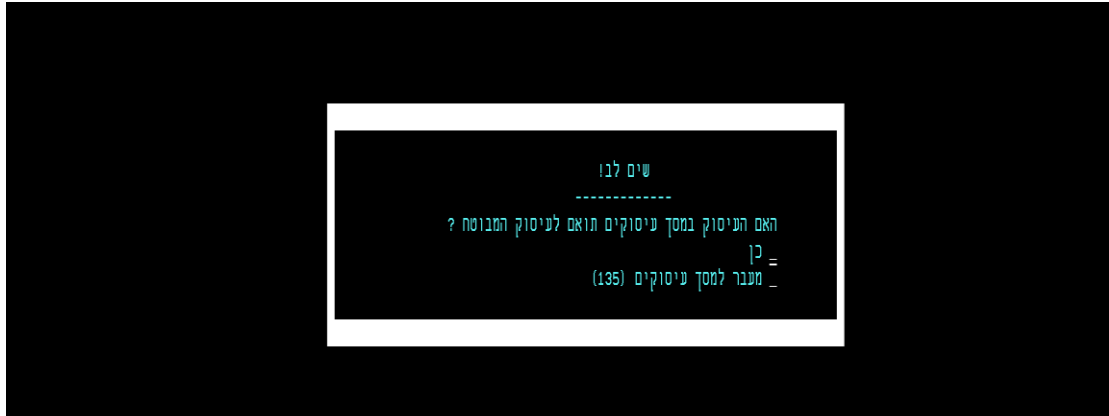 שים לב!
-------------
האם העיסוק במסך עיסוקים תואם לעיסוק המבוטח ?
_ כן
_ מעבר למסך עיסוקים (135)